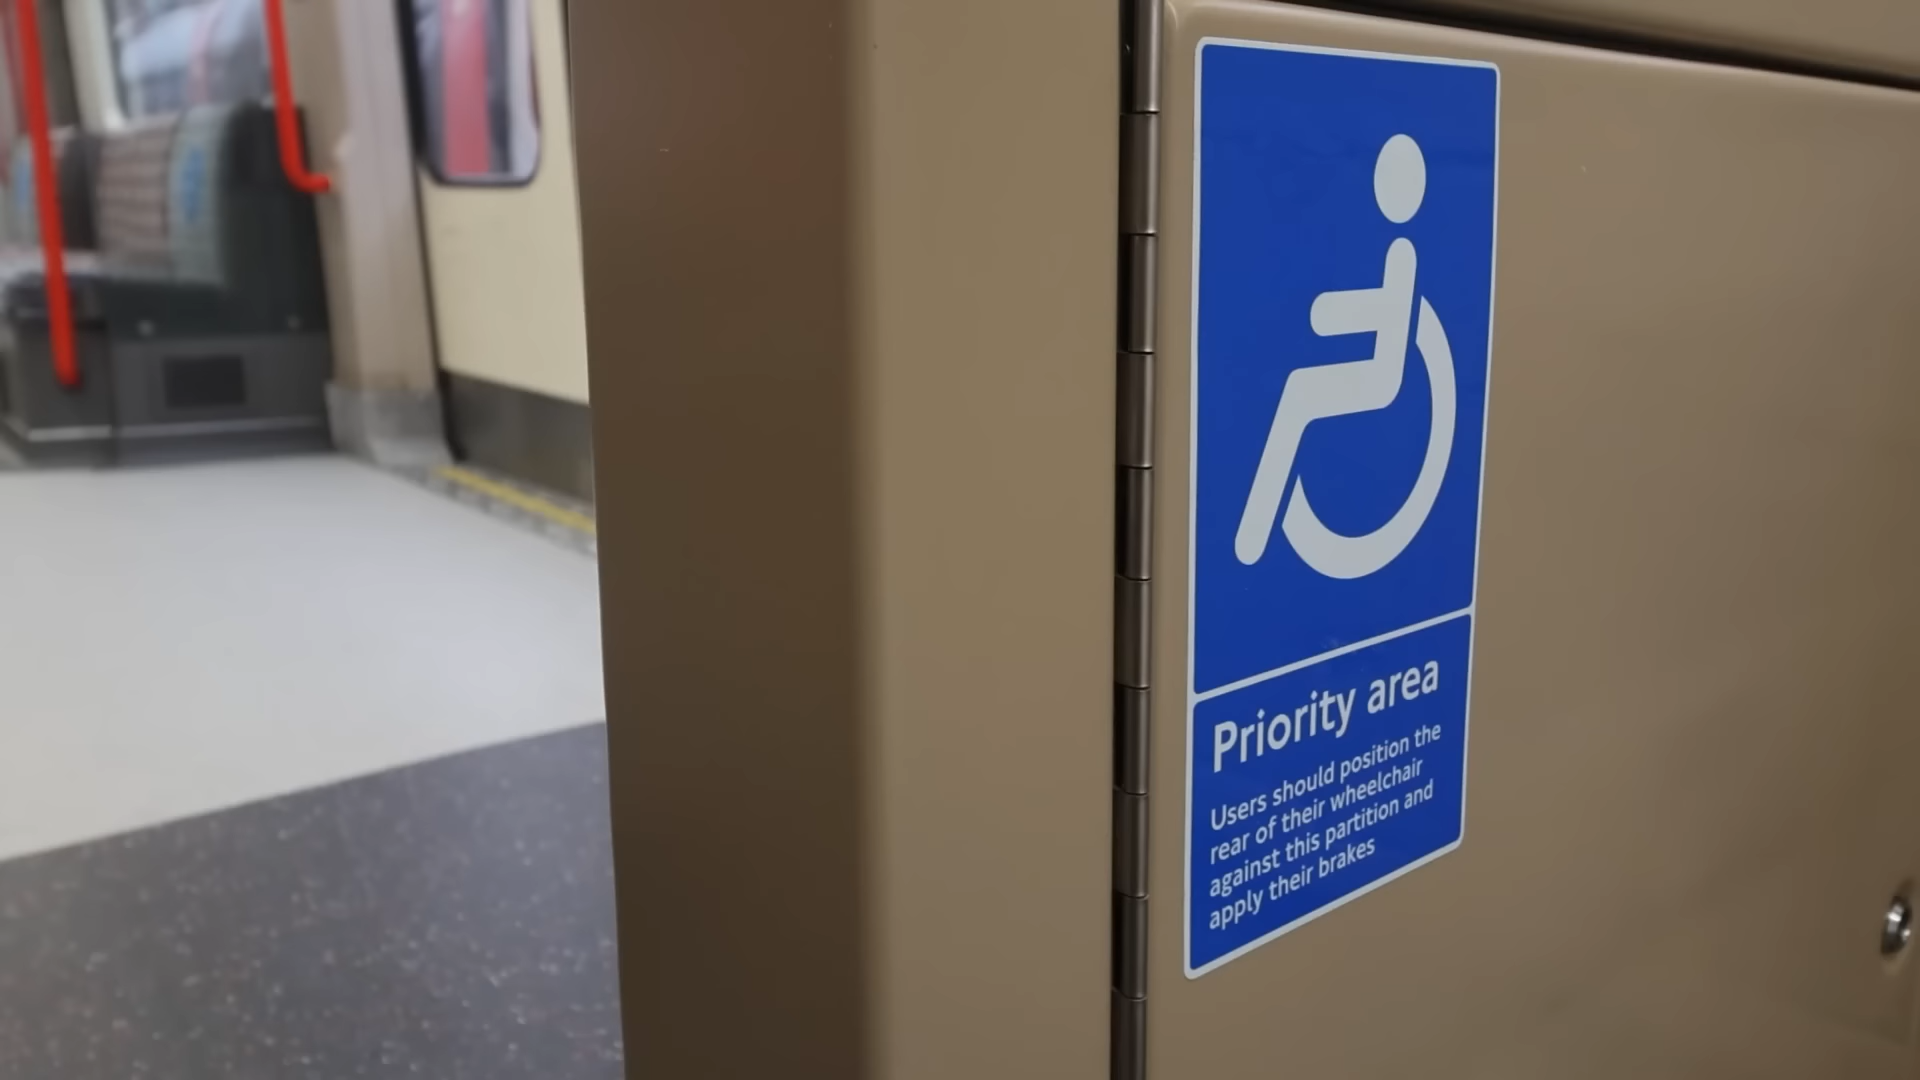 Priority area
Users should position the
rear of their wheelchair
against this partition and
apply their brakes